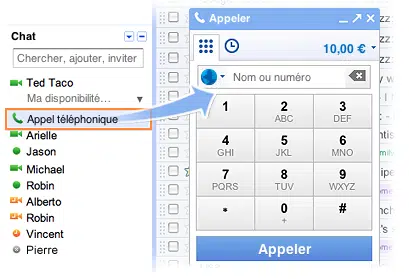 Chat
Chercher, ajouter, inviter
Ted Taco
Ma disponibilité...
Appel téléphonique
Arielle
Jason
Michael
Robin
Alberto
Robin
Vincent
Pierre
Appeler
10,00 €
Nom ou numéro
1
2 ABC
3 DEF
4 GHI
5 JKL
6 MNO
7 PQRS
8 TUV
9 WXYZ
*
0 +
#
Appeler